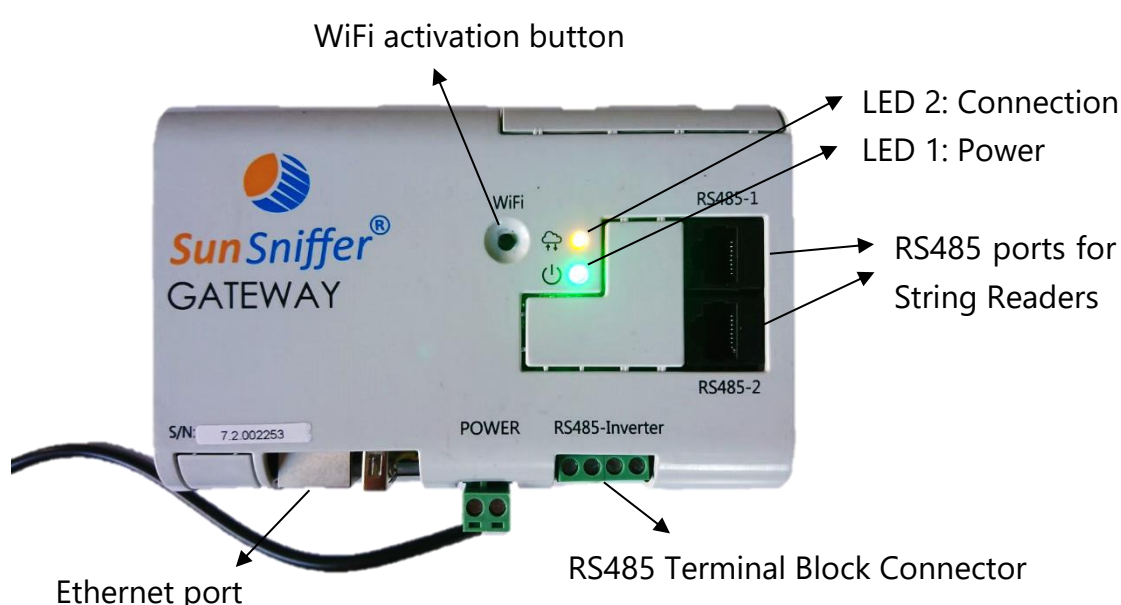 WiFi activation button
LED 2: Connection
LED 1: Power
WiFi
RS485-1
SunSniffer®
GATEWAY
RS485 ports for
String Readers
RS485-2
S/N: 7.2.002253
POWER
RS485-Inverter
RS485 Terminal Block Connector
Ethernet port